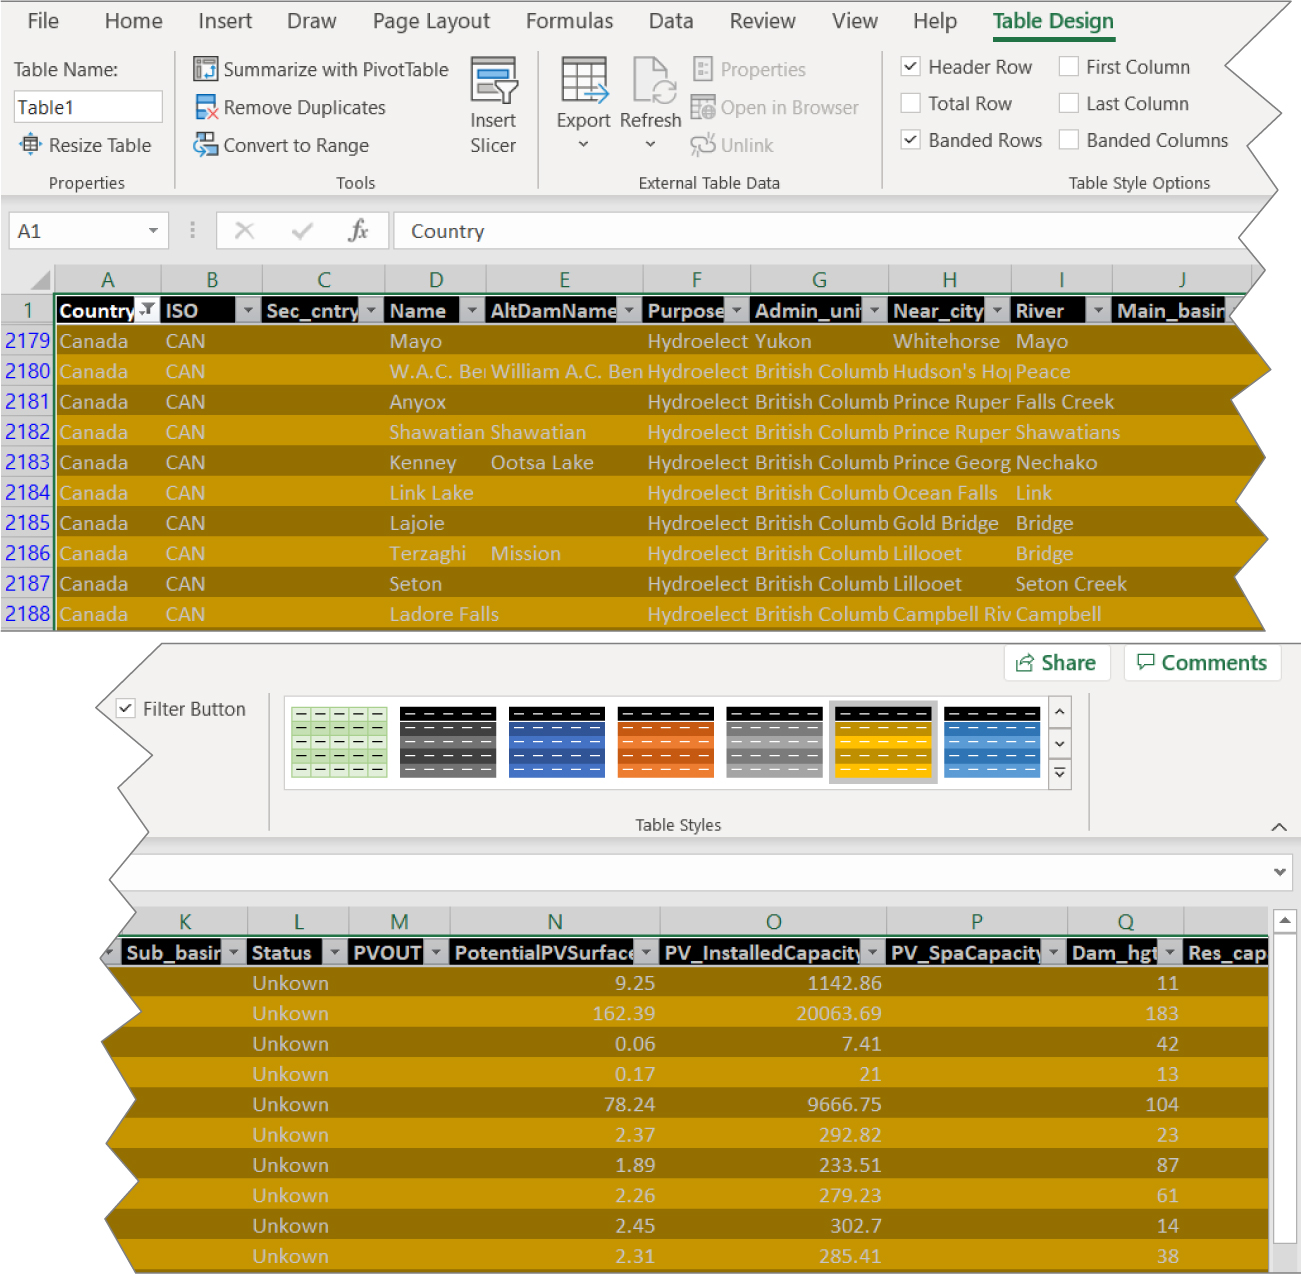 File Home Insert Draw Page Layout Formulas Data Review View Help Table Design
Table Name:
Table1
Resize Table
Properties
Summarize with PivotTable
Remove Duplicates
Convert to Range
Tools
Insert
Slicer
Export
Refresh
Properties
Open in Browser
Unlink
External Table Data
Header Row
First Column
Total Row
Last Column
Banded Rows
Banded Columns
Table Style Options
A1 fx Country
A B C D E F G H I J
1 Country ISO Sec_cntry Name AltDamName Purpose Admin_uni Near_city River Main_basin
2179 Canada CAN Mayo Hydroelect Yukon Whitehorse Mayo
2180 Canada CAN W.A.C. Be William A.C. Ben Hydroelect British Columb Hudson's Ho Peace
2181 Canada CAN Anyox Hydroelect British Columb Prince Ruper Falls Creek
2182 Canada CAN Shawatian Shawatian Hydroelect British Columb Prince Ruper Shawatians
2183 Canada CAN Kenney Ootsa Lake Hydroelect British Columb Prince Georg Nechako
2184 Canada CAN Link Lake Hydroelect British Columb Ocean Falls Link
2185 Canada CAN Lajoie Hydroelect British Columb Gold Bridge Bridge
2186 Canada CAN Terzaghi Mission Hydroelect British Columb Lillooet Bridge
2187 Canada CAN Seton Hydroelect British Columb Lillooet Seton Creek
2188 Canada CAN Ladore Falls Hydroelect British Columb Campbell Riv Campbell
Share Comments
Filter Button
Table Styles
K L M N O P Q
Sub_basin Status PVOUT PotentialPVSurface PV_InstalledCapacity PV_SpaCapacity Dam_hgt Res_cap
Unkown 9.25 1142.86 11
Unkown 162.39 20063.69 183
Unkown 0.06 7.41 42
Unkown 0.17 21 13
Unkown 78.24 9666.75 104
Unkown 2.37 292.82 23
Unkown 1.89 233.51 87
Unkown 2.26 279.23 61
Unkown 2.45 302.7 14
Unkown 2.31 285.41 38